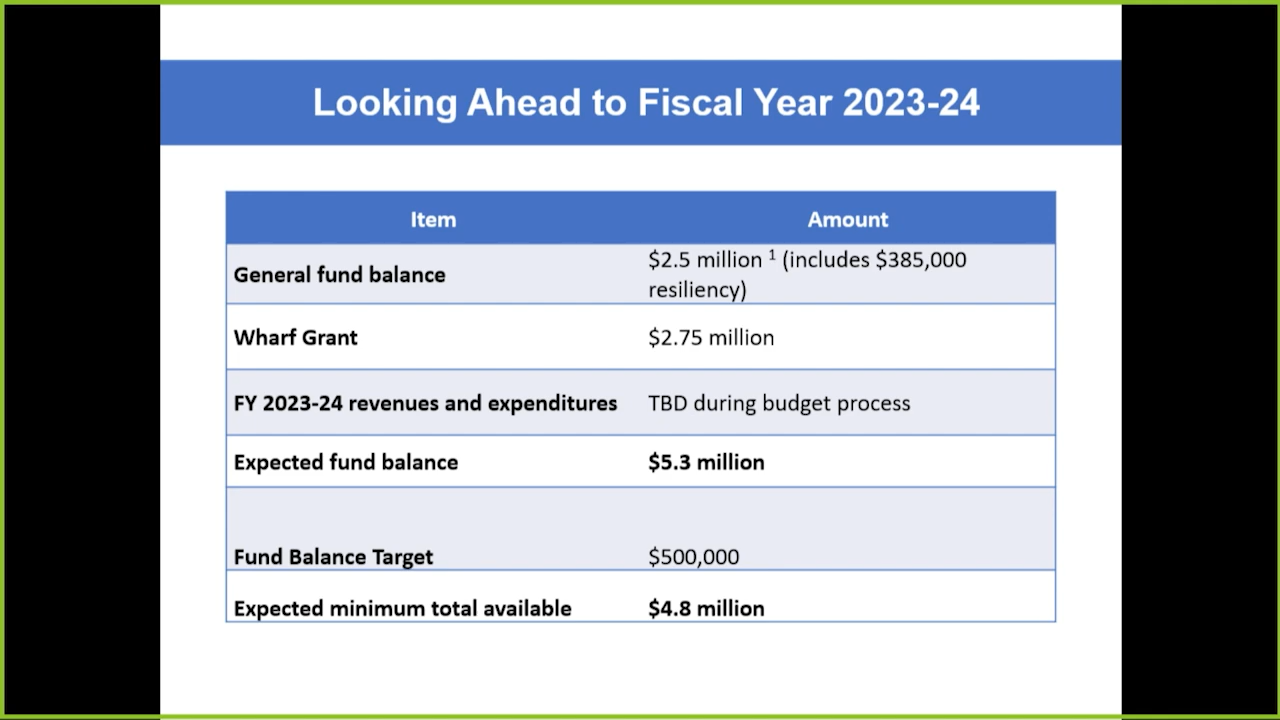 Looking Ahead to Fiscal Year 2023-24
Item Amount
General fund balance $2.5 million ¹ (includes $385,000
resiliency)
Wharf Grant $2.75 million
FY 2023-24 revenues and expenditures TBD during budget process
Expected fund balance $5.3 million
Fund Balance Target $500,000
Expected minimum total available $4.8 million